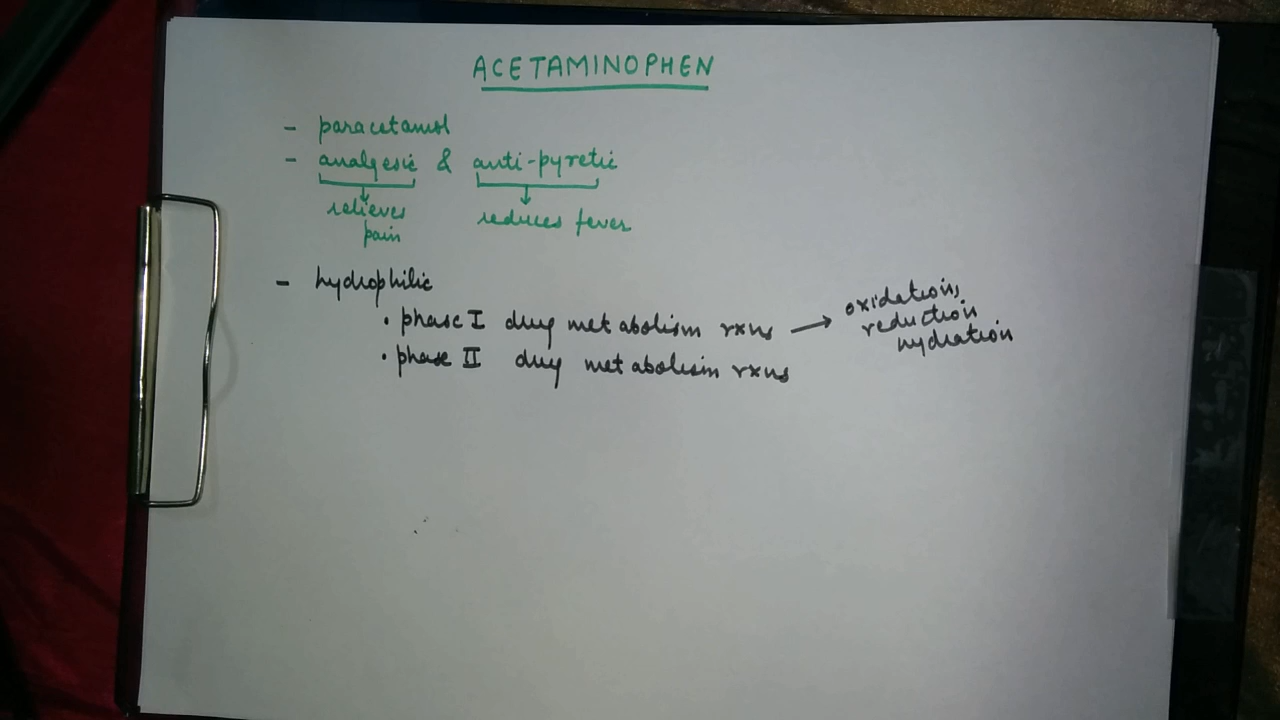 ACETAMINOPHEN
- paracetamol
- analgesic & anti-pyretic
relieves pain
reduces fever
- hydrophilic
• phase I drug metabolism rxns → oxidation, reduction hydration
• phase II drug metabolism rxns